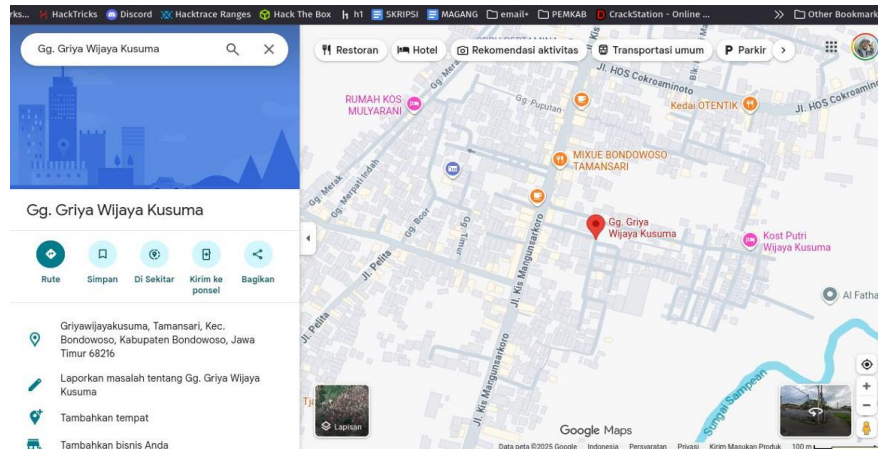 HackTricks
Discord
Hacktrace Ranges
Hack The Box
h1
SKRIPSI
MAGANG
email+
PEMKAB
CrackStation - Online ...
Other Bookmark
Gg. Griya Wijaya Kusuma
Restoran
Hotel
Rekomendasi aktivitas
Transportasi umum
P Parkir
Gg. Griya Wijaya Kusuma
Rute
Simpan
Di Sekitar
Kirim ke
ponsel
Bagikan
Griyawijayakusuma, Tamansari, Kec.
Bondowoso, Kabupaten Bondowoso, Jawa
Timur 68216
Laporkan masalah tentang Gg. Griya Wijaya
Kusuma
Tambahkan tempat
Tambahkan bisnis Anda
Jl. HOS Cokroaminoto
Jl. HOS Cokroamino
RUMAH KOS
MULYARANI
Gg. Puputan
Kedai OTENTIK
MIXUE BONDOWOSO
TAMANSARI
Gg. Merak
Gg. Merpati Indah
Gg. Boot
Gg. Timur
Gg. Griya
Wijaya Kusuma
Kost Putri
Wijaya Kusuma
Jl. Kis Mangunsarkoro
Jl. Pelita
Al Fatha
Jl. Pelita
Jl. Kis Mangunsarkoro
Sungai Sampean
Lapisan
Google Maps
Data peta ©2025 Google
Indonesia
Persyaratan
Privasi
Kirim Masukan Produk
100 m